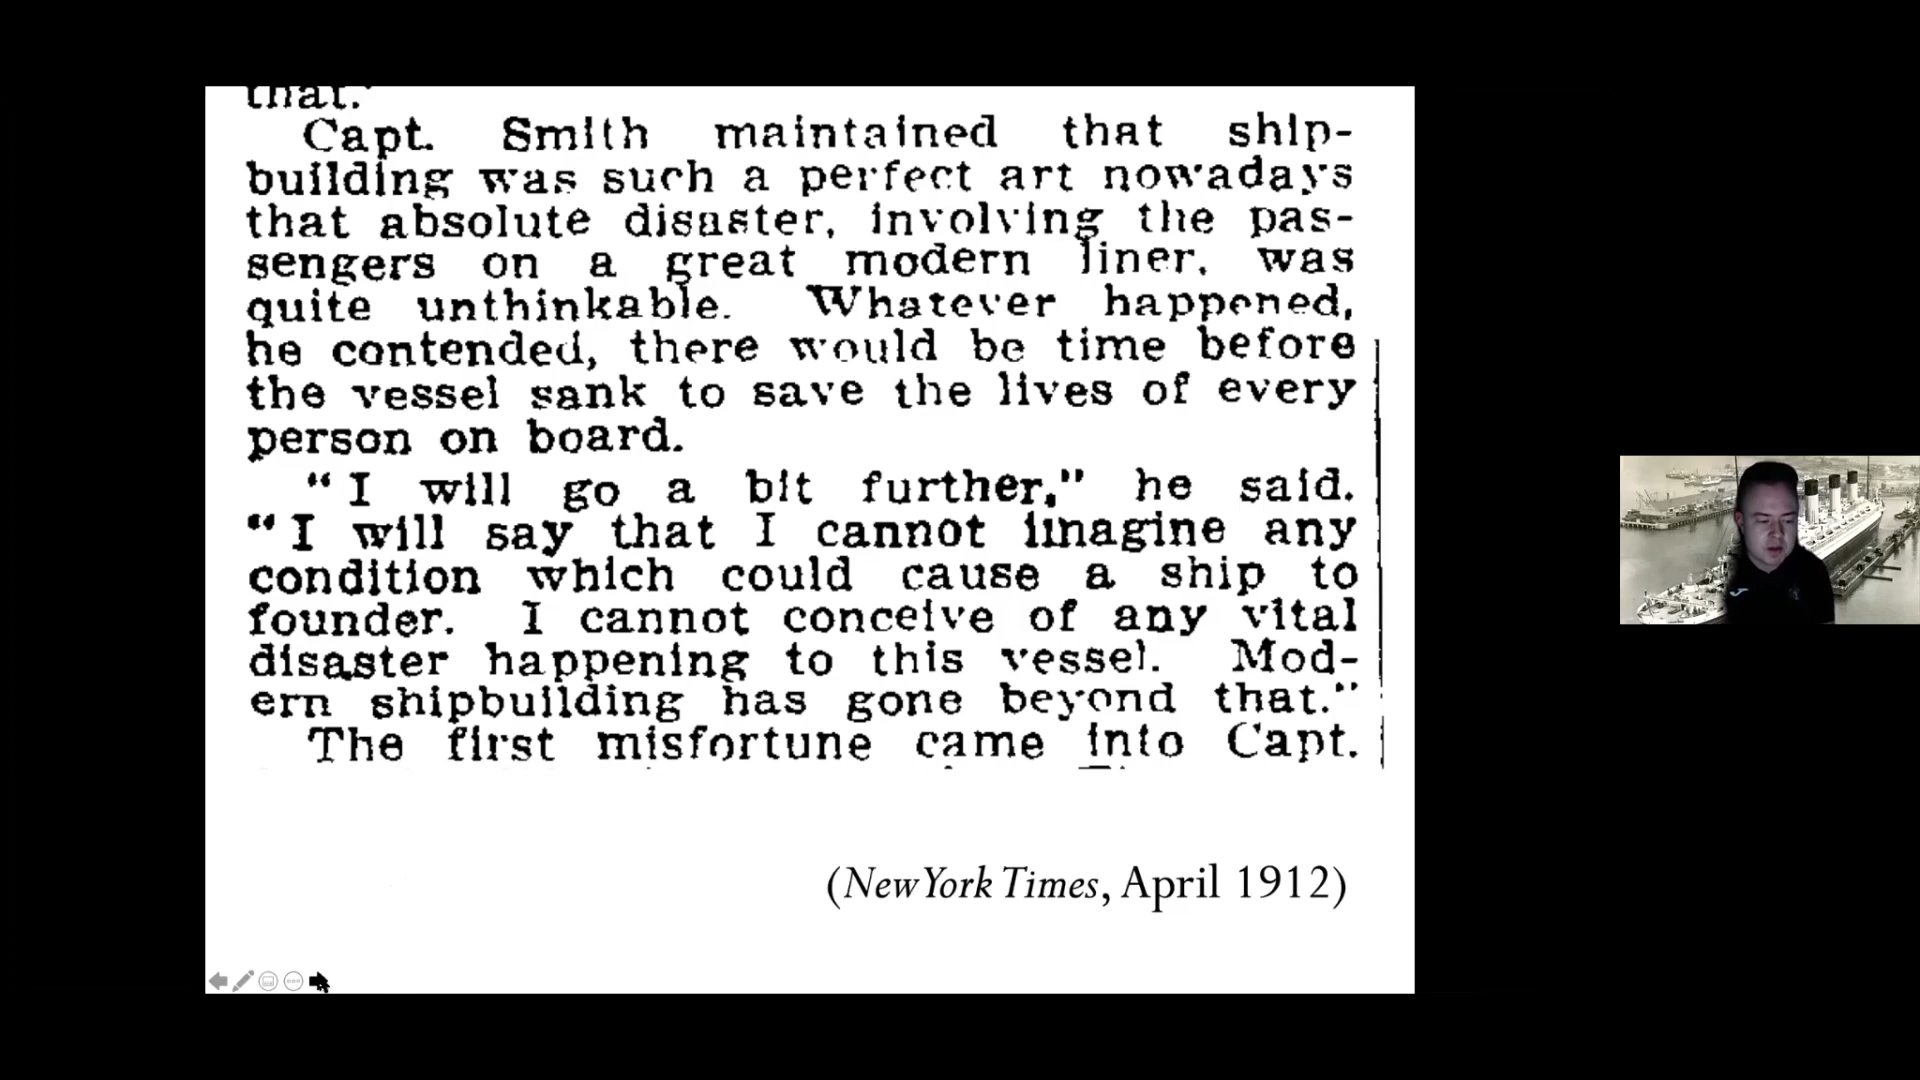 that."
Capt. Smith maintained that ship-
building was such a perfect art nowadays
that absolute disaster, involving the pas-
sengers on a great modern liner, was
quite unthinkable. Whatever happened,
he contended, there would be time before
the vessel sank to save the lives of every
person on board.
"I will go a bit further," he said.
"I will say that I cannot imagine any
condition which could cause a ship to
founder. I cannot conceive of any vital
disaster happening to this vessel. Mod-
ern shipbuilding has gone beyond that."
The first misfortune came into Capt.
(New York Times, April 1912)